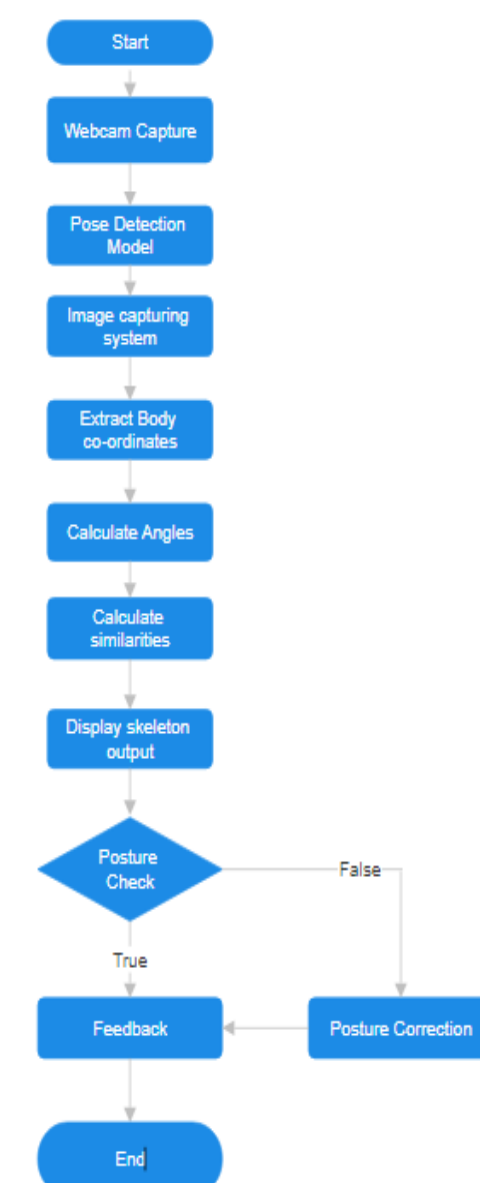 Start
Webcam Capture
Pose Detection
Model
Image capturing
system
Extract Body
co-ordinates
Calculate Angles
Calculate
similarities
Display skeleton
output
Posture
Check
False
True
Feedback
Posture Correction
End